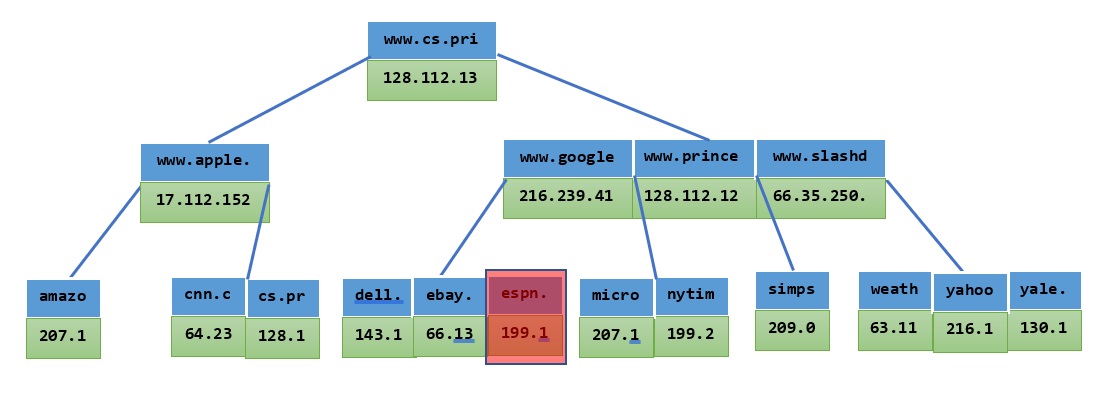 www.cs.pri
128.112.13
www.apple.
17.112.152
www.google www.prince www.slashd
216.239.41 128.112.12 66.35.250.
amazo
207.1
cnn.c cs.pr
64.23 128.1
dell. ebay. espn.
143.1 66.13 199.1
micro nytim
207.1 199.2
simps
209.0
weath yahoo yale.
63.11 216.1 130.1